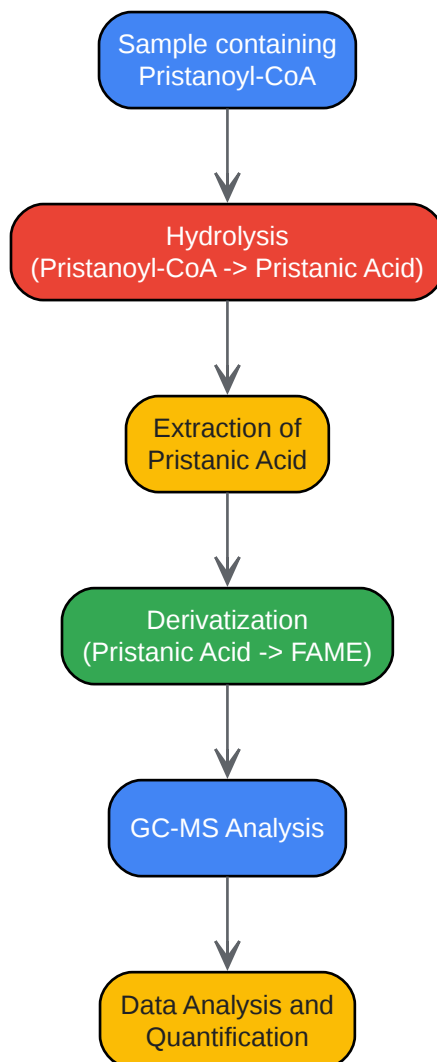 Sample containing
Pristanoyl-CoA
Hydrolysis
(Pristanoyl-CoA -> Pristanic Acid)
Extraction of
Pristanic Acid
Derivatization
(Pristanic Acid -> FAME)
GC-MS Analysis
Data Analysis and
Quantification